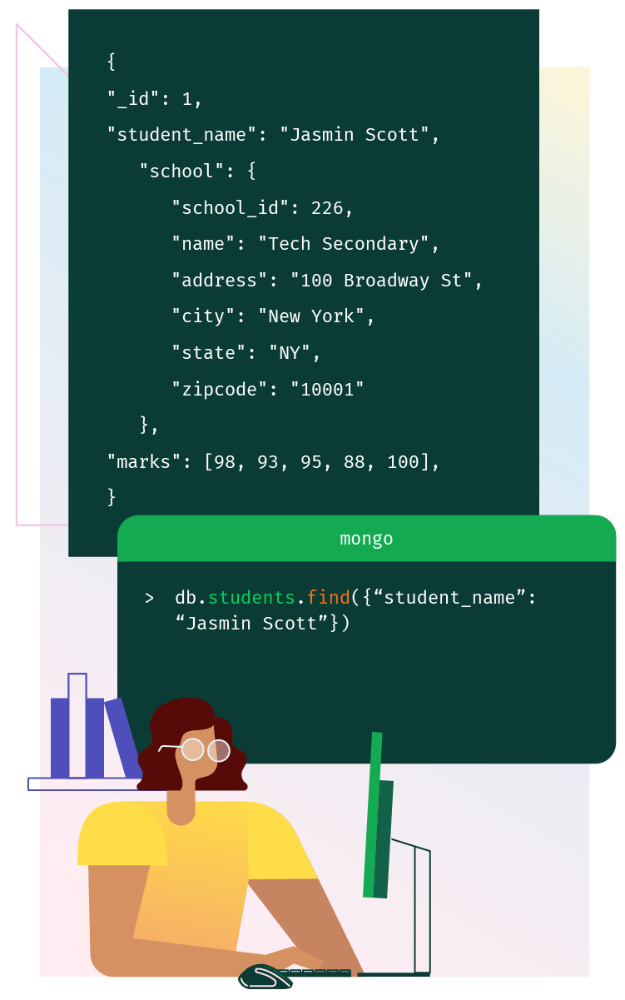 {
"_id": 1,
"student_name": "Jasmin Scott",
"school": {
"school_id": 226,
"name": "Tech Secondary",
"address": "100 Broadway St",
"city": "New York",
"state": "NY",
"zipcode": "10001"
},
"marks": [98, 93, 95, 88, 100],
}
mongo
> db.students.find({“student_name”:
“Jasmin Scott”})